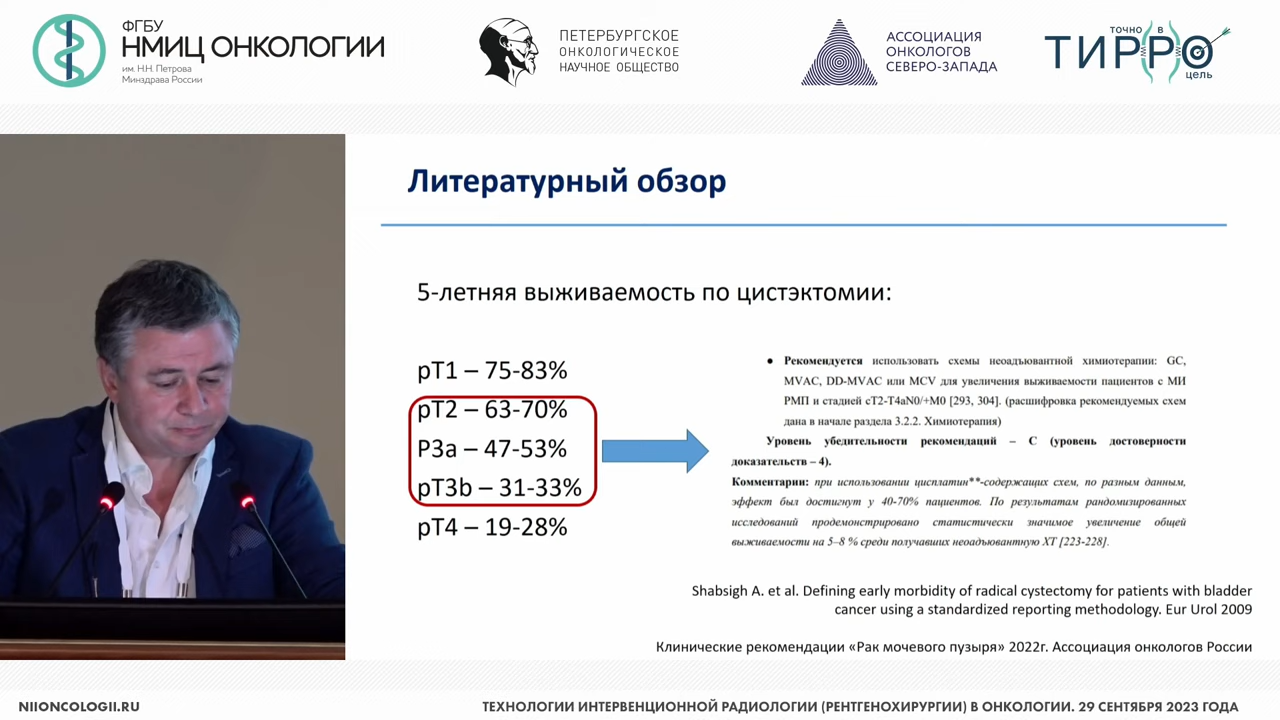 ФГБУ
НМИЦ ОНКОЛОГИИ
им. Н.Н. Петрова
Минздрава России
ПЕТЕРБУРГСКОЕ
ОНКОЛОГИЧЕСКОЕ
НАУЧНОЕ ОБЩЕСТВО
АССОЦИАЦИЯ
ОНКОЛОГОВ
СЕВЕРО-ЗАПАДА
ТОЧНО В
ТИРРО
цель
Литературный обзор
5-летняя выживаемость по цистэктомии:
pT1 – 75-83%
pT2 – 63-70%
P3a – 47-53%
pT3b – 31-33%
pT4 – 19-28%
● Рекомендуется использовать схемы неоадъювантной химиотерапии: GC,
MVAC, DD-MVAC или MCV для увеличения выживаемости пациентов с МИ
РМП и стадией cT2-T4aN0/+M0 [293, 304]. (расшифровка рекомендуемых схем
дана в начале раздела 3.2.2. Химиотерапия)
Уровень убедительности рекомендаций – С (уровень достоверности
доказательств – 4).
Комментарии: при использовании цисплатин**-содержащих схем, по разным данным,
эффект был достигнут у 40-70% пациентов. По результатам рандомизированных
исследований продемонстрировано статистически значимое увеличение общей
выживаемости на 5–8 % среди получавших неоадъювантную ХТ [223-228].
Shabsigh A. et al. Defining early morbidity of radical cystectomy for patients with bladder
cancer using a standardized reporting methodology. Eur Urol 2009
Клинические рекомендации «Рак мочевого пузыря» 2022г. Ассоциация онкологов России
NIIONCOLOGII.RU
ТЕХНОЛОГИИ ИНТЕРВЕНЦИОННОЙ РАДИОЛОГИИ (РЕНТГЕНОХИРУРГИИ) В ОНКОЛОГИИ. 29 СЕНТЯБРЯ 2023 ГОДА